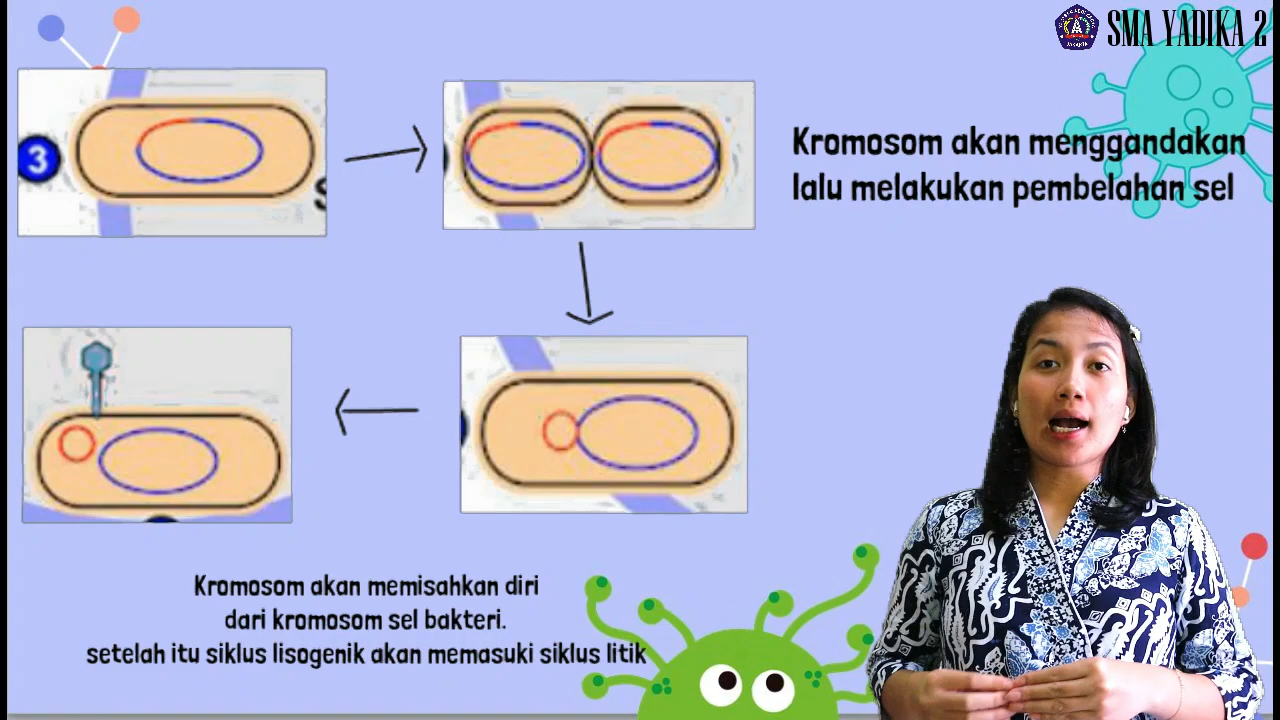 SMA YADIKA 2
3
Kromosom akan menggandakan
lalu melakukan pembelahan sel
Kromosom akan memisahkan diri
dari kromosom sel bakteri.
setelah itu siklus lisogenik akan memasuki siklus litik